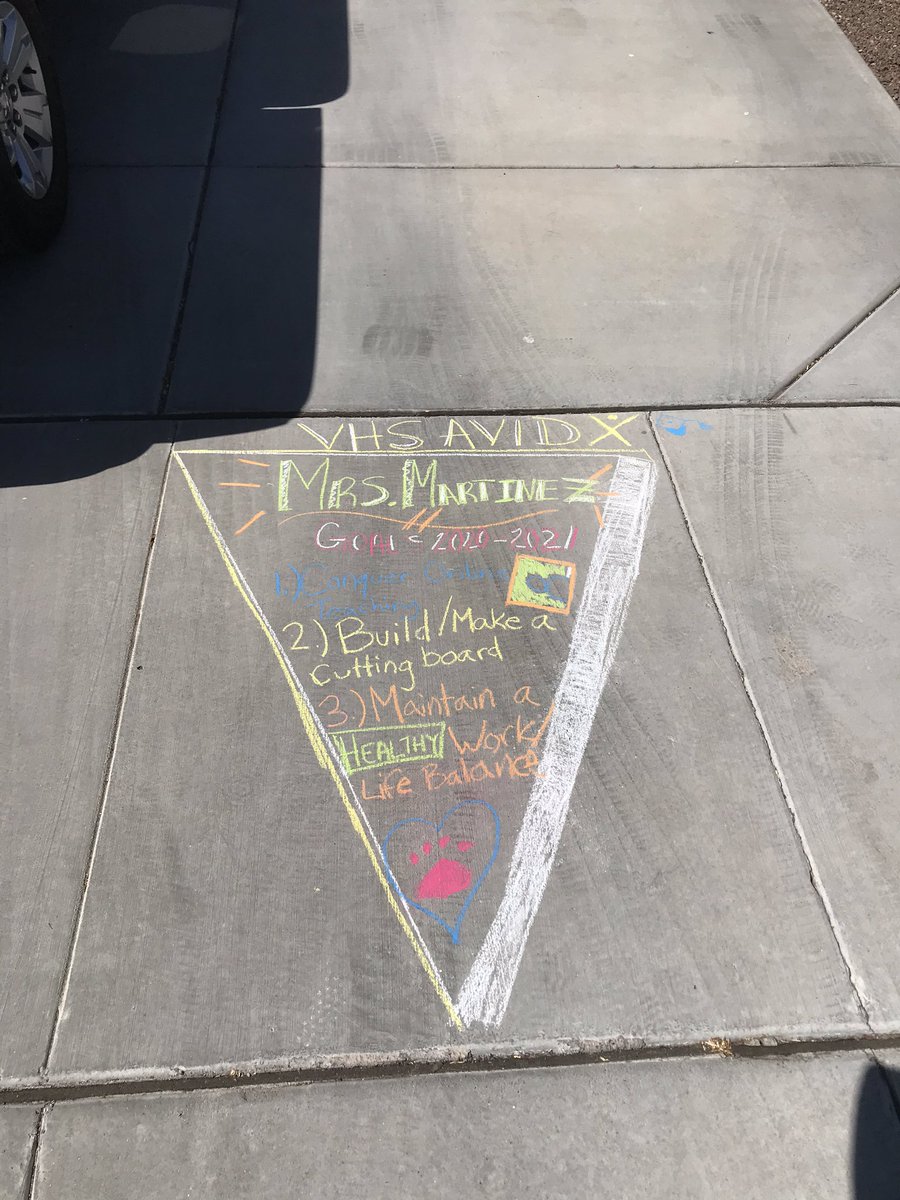 VHS AVID
MRS. MARTINEZ
GOALS 2020-2021
1.) Conquer Online
Teaching
2.) Build/Make a
Cutting board
3.) Maintain a
HEALTHY Work/
Life Balance